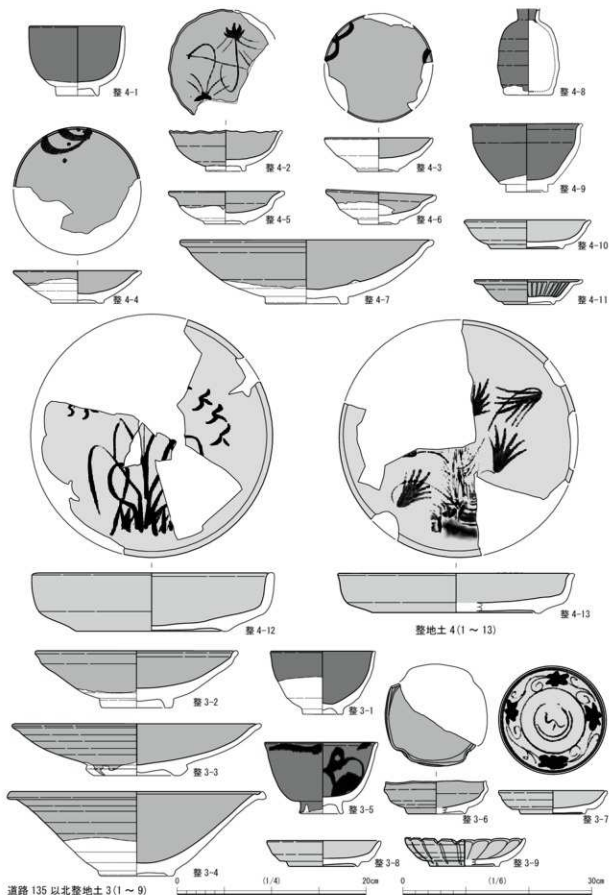 整 4-1
整 4-8
整 4-2
整 4-3
整 4-9
整 4-5
整 4-6
整 4-10
整 4-4
整 4-7
整 4-11
整 4-12
整 4-13
整地土 4 (1 ~ 13)
整 3-2
整 3-1
整 3-3
整 3-5
整 3-6
整 3-7
整 3-4
整 3-8
整 3-9
道路 135 以北整地土 3 (1 ~ 9)
0 (1/4) 20cm
0 (1/6) 30cm